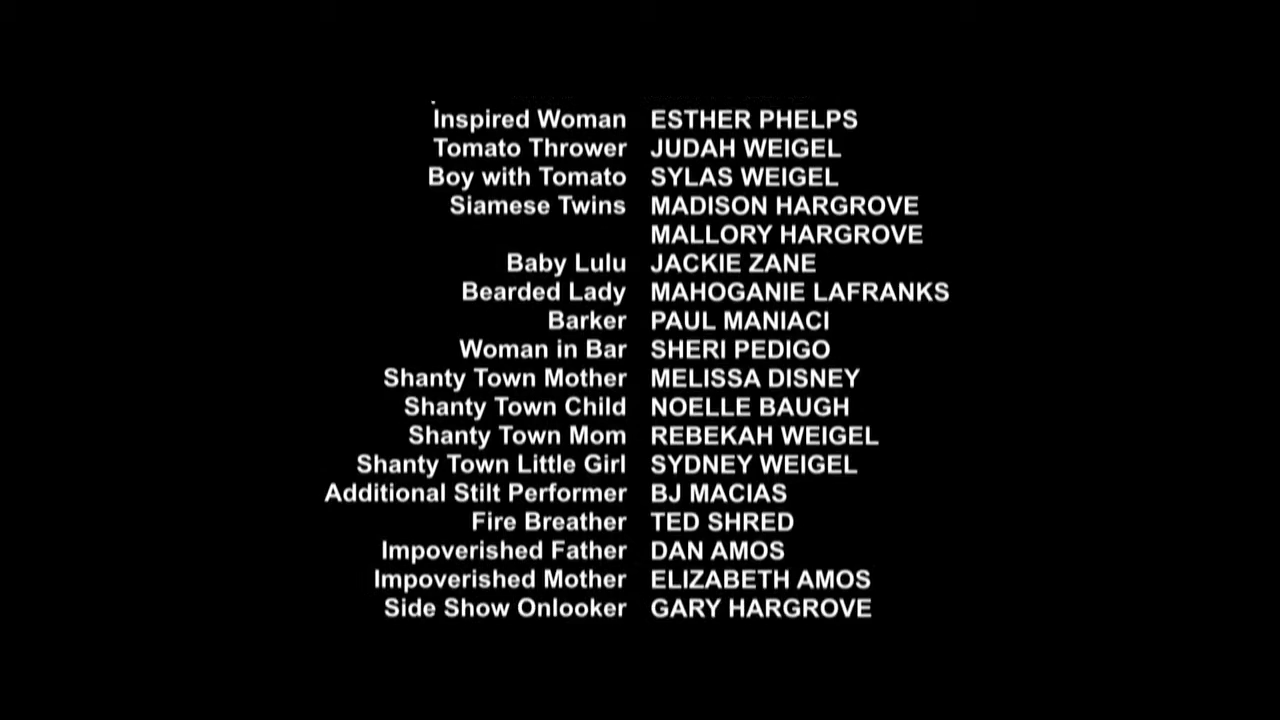 Inspired Woman ESTHER PHELPS
Tomato Thrower JUDAH WEIGEL
Boy with Tomato SYLAS WEIGEL
Siamese Twins MADISON HARGROVE
MALLORY HARGROVE
Baby Lulu JACKIE ZANE
Bearded Lady MAHOGANIE LAFRANKS
Barker PAUL MANIACI
Woman in Bar SHERI PEDIGO
Shanty Town Mother MELISSA DISNEY
Shanty Town Child NOELLE BAUGH
Shanty Town Mom REBEKAH WEIGEL
Shanty Town Little Girl SYDNEY WEIGEL
Additional Stilt Performer BJ MACIAS
Fire Breather TED SHRED
Impoverished Father DAN AMOS
Impoverished Mother ELIZABETH AMOS
Side Show Onlooker GARY HARGROVE